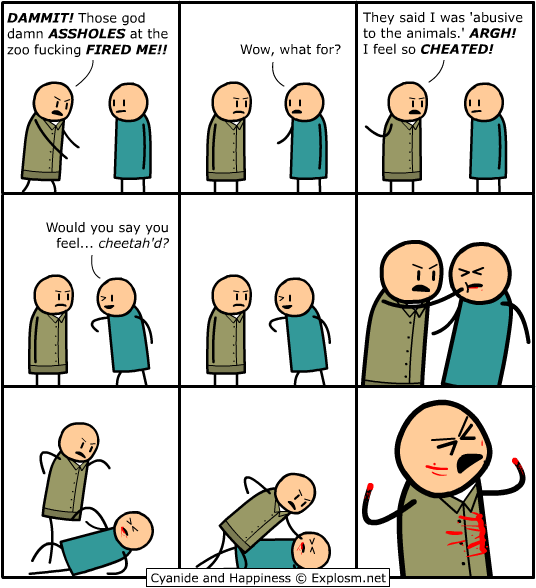 DAMMIT! Those god
damn ASSHOLES at the
zoo fucking FIRED ME!!
Wow, what for?
They said I was 'abusive
to the animals.' ARGH!
I feel so CHEATED!
Would you say you
feel... cheetah'd?
Cyanide and Happiness © Explosm.net